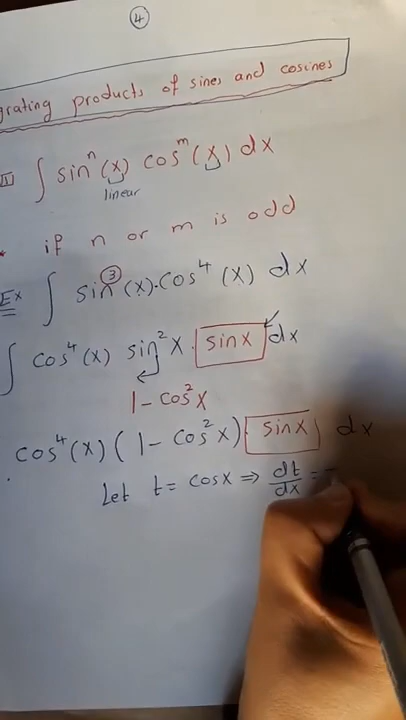 4
grating products of sines and cosines
II ∫ sinⁿ(x) cosᵐ(x) dx
linear
* if n or m is odd
Ex ∫ sin³(x).cos⁴(x) dx
∫ cos⁴(x) sin²x . sinx dx
1 - cos²x
cos⁴(x)(1 - cos²x) . sinx dx
Let t = cosx ⇒ dt/dx = -